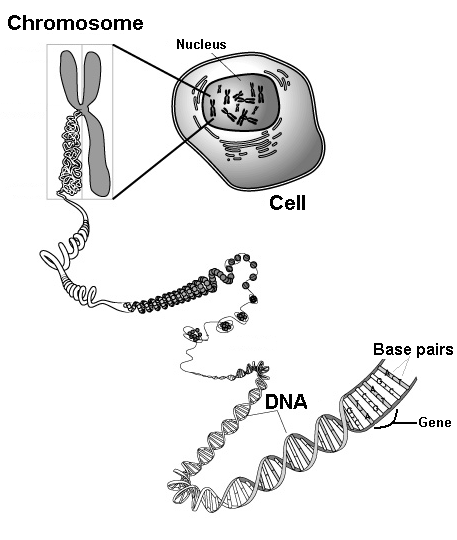 Chromosome
Nucleus
Cell
Base pairs
DNA
Gene